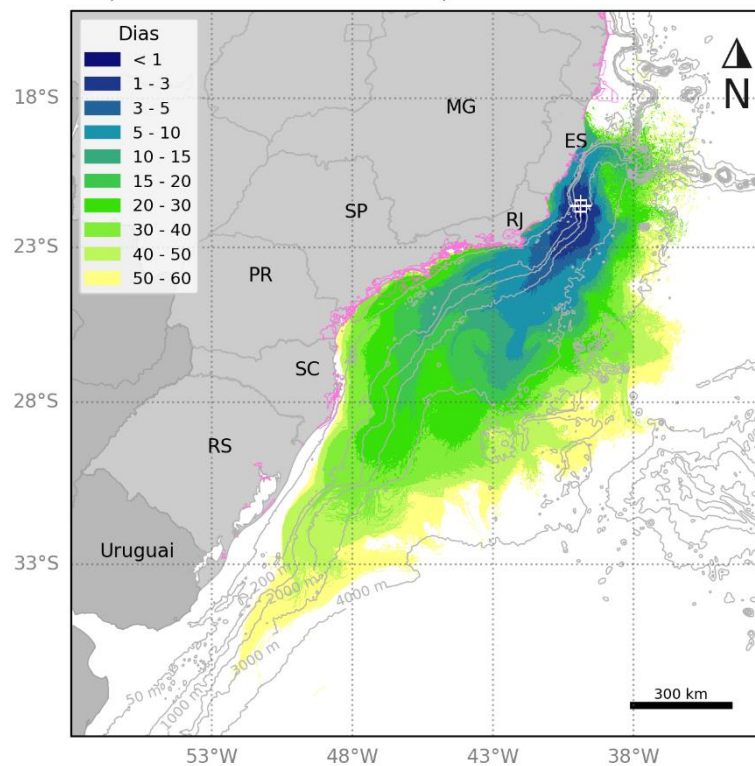 Dias
< 1
1 - 3
3 - 5
5 - 10
10 - 15
15 - 20
20 - 30
30 - 40
40 - 50
50 - 60
N
MG
ES
SP
RJ
PR
SC
RS
Uruguai
18°S
23°S
28°S
33°S
200 m
2000 m
4000 m
50 m
1000 m
3000 m
300 km
53°W
48°W
43°W
38°W